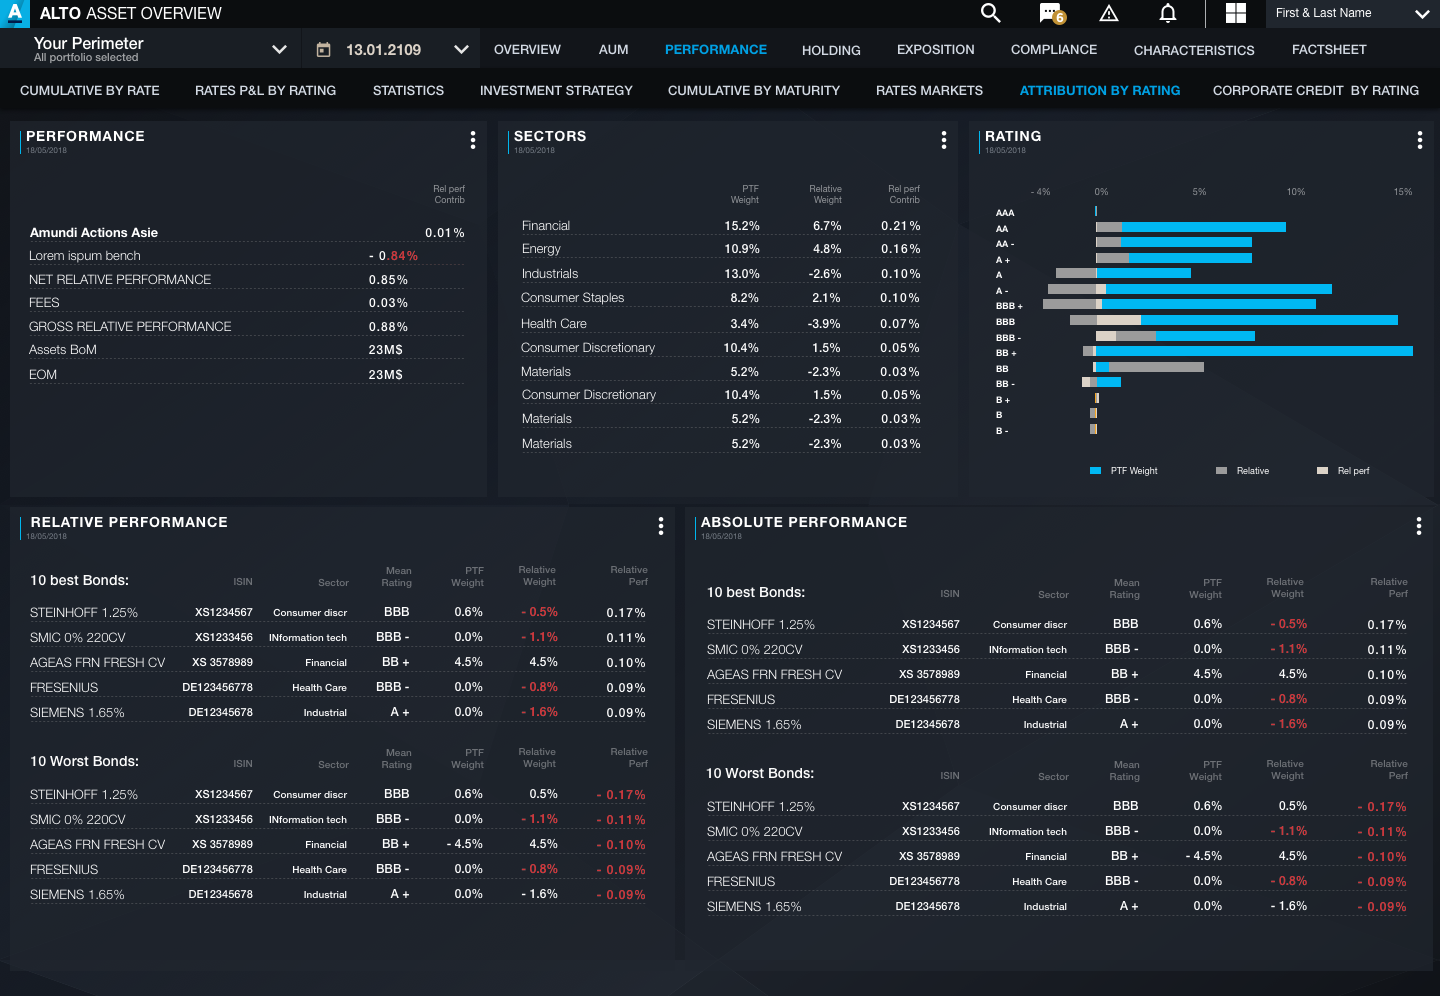 A ALTO ASSET OVERVIEW 6 First & Last Name
Your Perimeter
All portfolio selected
13.01.2109
OVERVIEW AUM PERFORMANCE HOLDING EXPOSITION COMPLIANCE CHARACTERISTICS FACTSHEET
CUMULATIVE BY RATE RATES P&L BY RATING STATISTICS INVESTMENT STRATEGY CUMULATIVE BY MATURITY RATES MARKETS ATTRIBUTION BY RATING CORPORATE CREDIT BY RATING
PERFORMANCE
18/05/2018
Rel perf
Contrib
Amundi Actions Asie 0.01%
Lorem ispum bench - 0.84%
NET RELATIVE PERFORMANCE 0.85%
FEES 0.03%
GROSS RELATIVE PERFORMANCE 0.88%
Assets BoM 23M$
EOM 23M$
SECTORS
18/05/2018
PTF Relative Rel perf
Weight Weight Contrib
Financial 15.2% 6.7% 0.21%
Energy 10.9% 4.8% 0.16%
Industrials 13.0% -2.6% 0.10%
Consumer Staples 8.2% 2.1% 0.10%
Health Care 3.4% -3.9% 0.07%
Consumer Discretionary 10.4% 1.5% 0.05%
Materials 5.2% -2.3% 0.03%
Consumer Discretionary 10.4% 1.5% 0.05%
Materials 5.2% -2.3% 0.03%
Materials 5.2% -2.3% 0.03%
RATING
18/05/2018
- 4% 0% 5% 10% 15%
AAA
AA
AA -
A +
A
A -
BBB +
BBB
BBB -
BB +
BB
BB -
B +
B
B -
PTF Weight Relative Rel perf
RELATIVE PERFORMANCE
18/05/2018
Mean PTF Relative Relative
10 best Bonds: ISIN Sector Rating Weight Weight Perf
STEINHOFF 1.25% XS1234567 Consumer discr BBB 0.6% - 0.5% 0.17%
SMIC 0% 220CV XS1233456 INformation tech BBB - 0.0% - 1.1% 0.11%
AGEAS FRN FRESH CV XS 3578989 Financial BB + 4.5% 4.5% 0.10%
FRESENIUS DE123456778 Health Care BBB - 0.0% - 0.8% 0.09%
SIEMENS 1.65% DE12345678 Industrial A + 0.0% - 1.6% 0.09%
Mean PTF Relative Relative
10 Worst Bonds: ISIN Sector Rating Weight Weight Perf
STEINHOFF 1.25% XS1234567 Consumer discr BBB 0.6% 0.5% - 0.17%
SMIC 0% 220CV XS1233456 INformation tech BBB - 0.0% - 1.1% - 0.11%
AGEAS FRN FRESH CV XS 3578989 Financial BB + - 4.5% 4.5% - 0.10%
FRESENIUS DE123456778 Health Care BBB - 0.0% - 0.8% - 0.09%
SIEMENS 1.65% DE12345678 Industrial A + 0.0% - 1.6% - 0.09%
ABSOLUTE PERFORMANCE
18/05/2018
Mean PTF Relative Relative
10 best Bonds: ISIN Sector Rating Weight Weight Perf
STEINHOFF 1.25% XS1234567 Consumer discr BBB 0.6% - 0.5% 0.17%
SMIC 0% 220CV XS1233456 INformation tech BBB - 0.0% - 1.1% 0.11%
AGEAS FRN FRESH CV XS 3578989 Financial BB + 4.5% 4.5% 0.10%
FRESENIUS DE123456778 Health Care BBB - 0.0% - 0.8% 0.09%
SIEMENS 1.65% DE12345678 Industrial A + 0.0% - 1.6% 0.09%
Mean PTF Relative Relative
10 Worst Bonds: ISIN Sector Rating Weight Weight Perf
STEINHOFF 1.25% XS1234567 Consumer discr BBB 0.6% 0.5% - 0.17%
SMIC 0% 220CV XS1233456 INformation tech BBB - 0.0% - 1.1% - 0.11%
AGEAS FRN FRESH CV XS 3578989 Financial BB + - 4.5% 4.5% - 0.10%
FRESENIUS DE123456778 Health Care BBB - 0.0% - 0.8% - 0.09%
SIEMENS 1.65% DE12345678 Industrial A + 0.0% - 1.6% - 0.09%